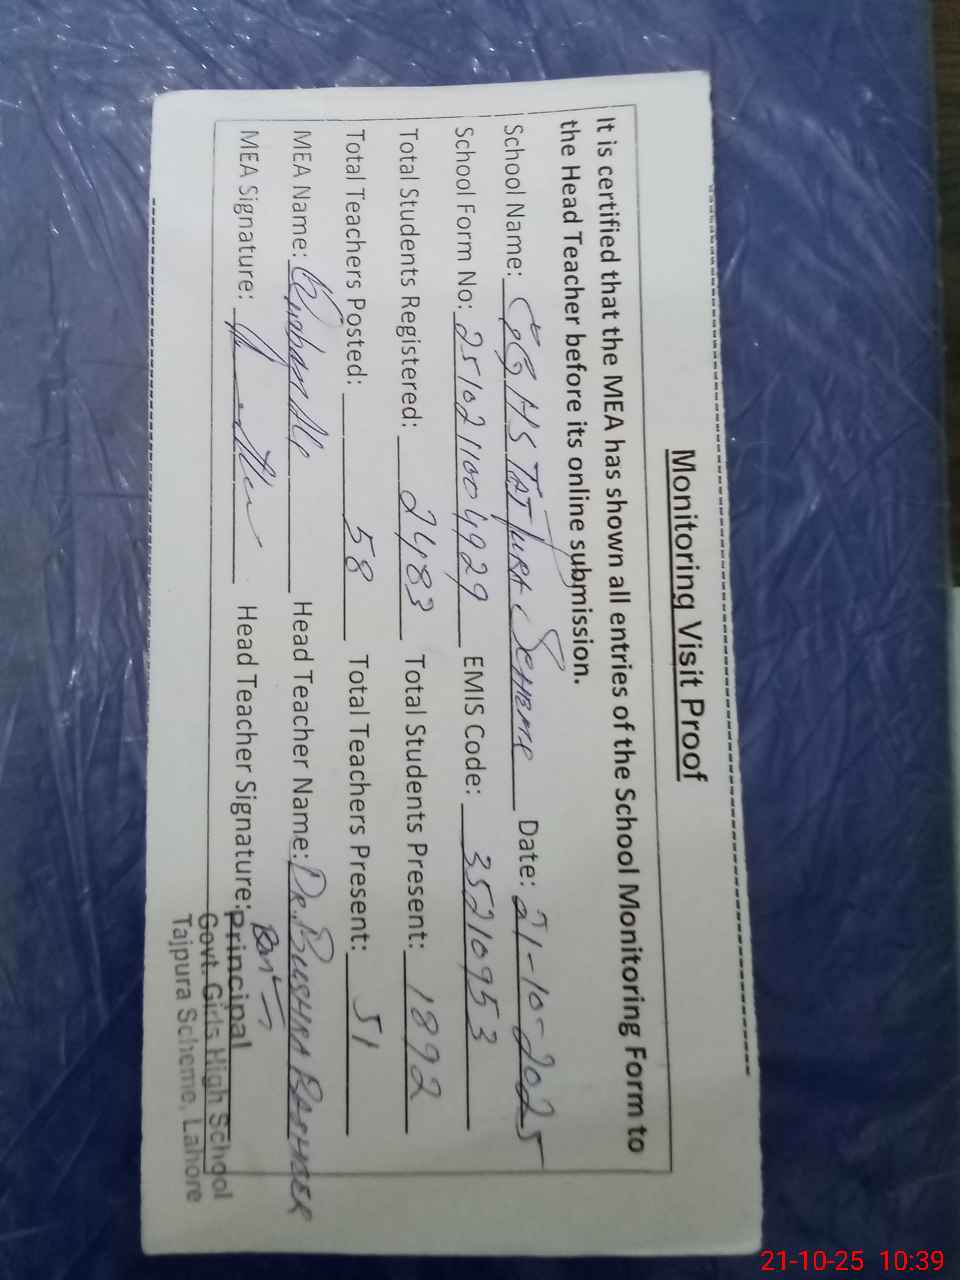 Monitoring Visit Proof
It is certified that the MEA has shown all entries of the School Monitoring Form to
the Head Teacher before its online submission.
School Name: GGHS TAJPURA SCHEME Date: 21-10-2025
School Form No: 2510211004929 EMIS Code: 35210953
Total Students Registered: 2483 Total Students Present: 1892
Total Teachers Posted: 58 Total Teachers Present: 51
MEA Name: Head Teacher Name: DR. BUSHRA BASHEER
MEA Signature: Head Teacher Signature:
Principal
Govt. Girls High School
Tajpura Scheme, Lahore
21-10-25 10:39